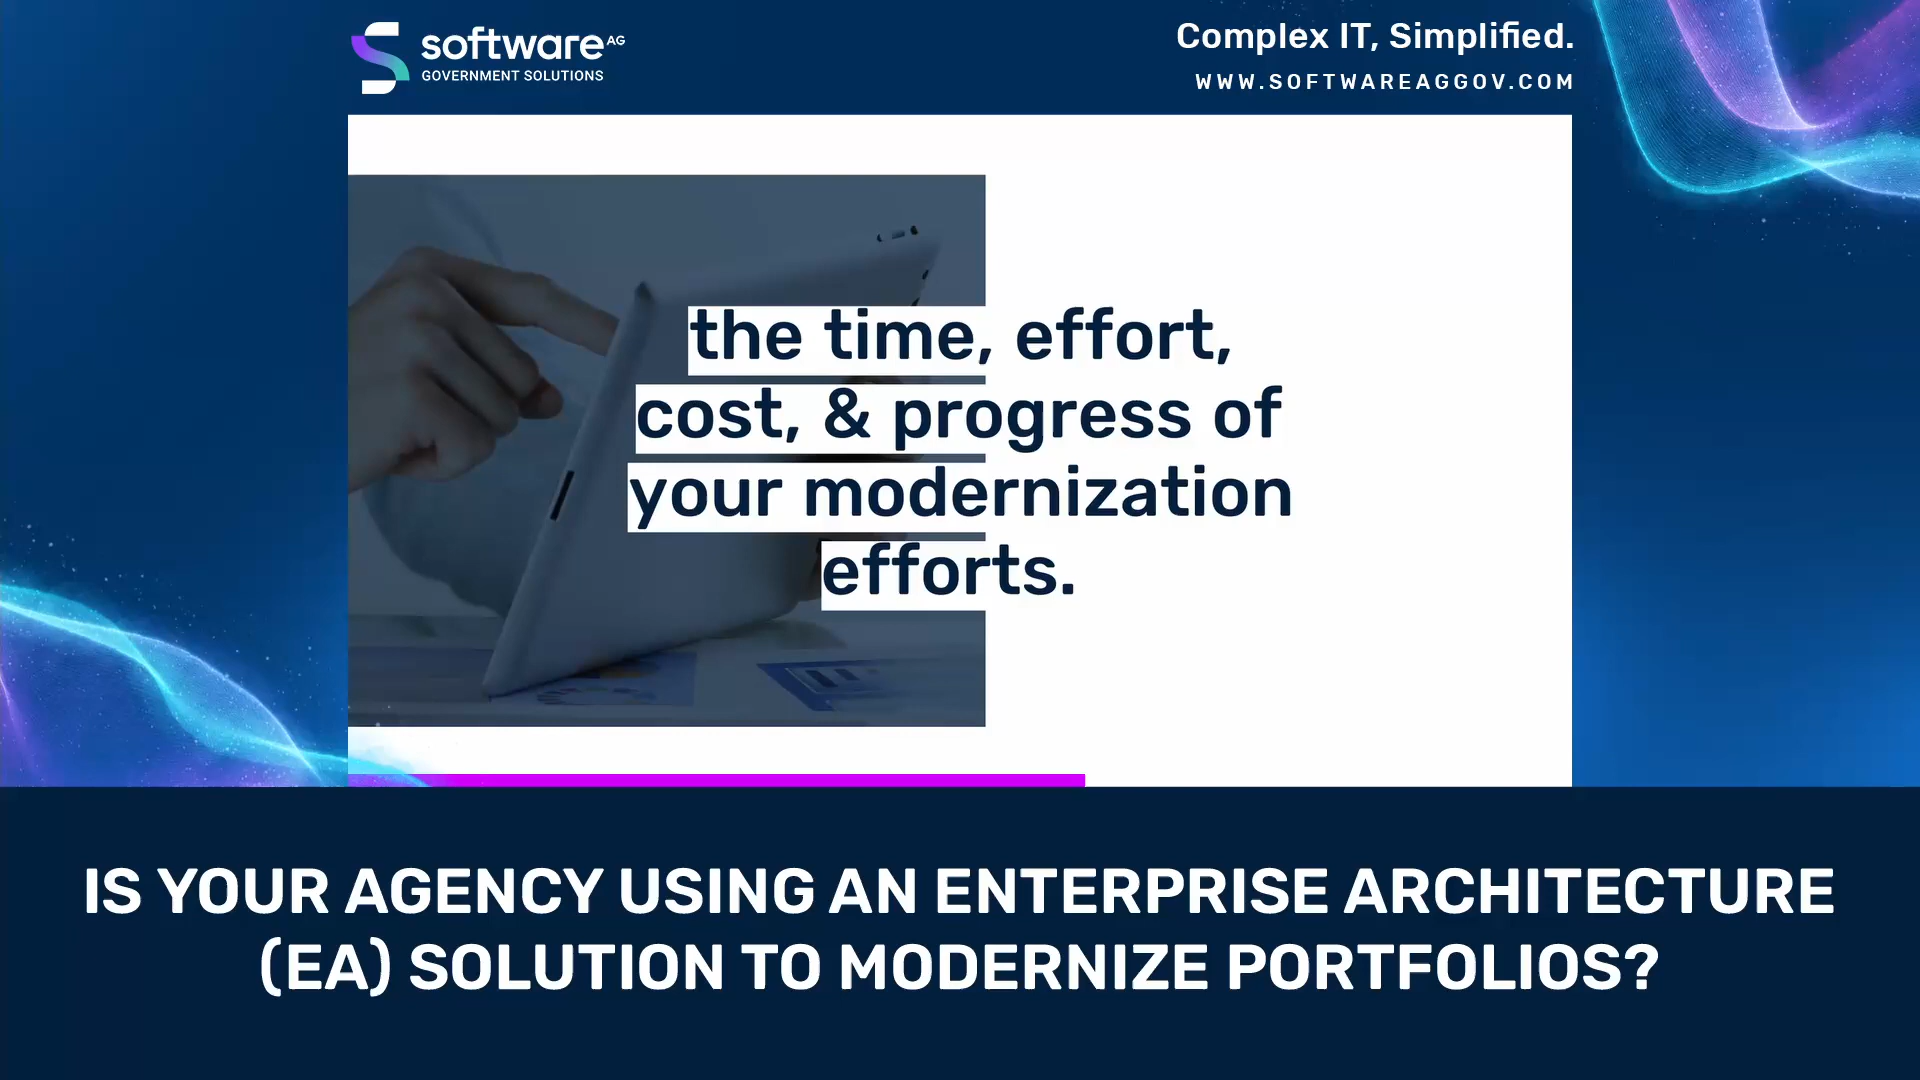 software AG
GOVERNMENT SOLUTIONS
Complex IT, Simplified.
WWW.SOFTWAREAGGOV.COM
the time, effort,
cost, & progress of
your modernization
efforts.
IS YOUR AGENCY USING AN ENTERPRISE ARCHITECTURE
(EA) SOLUTION TO MODERNIZE PORTFOLIOS?